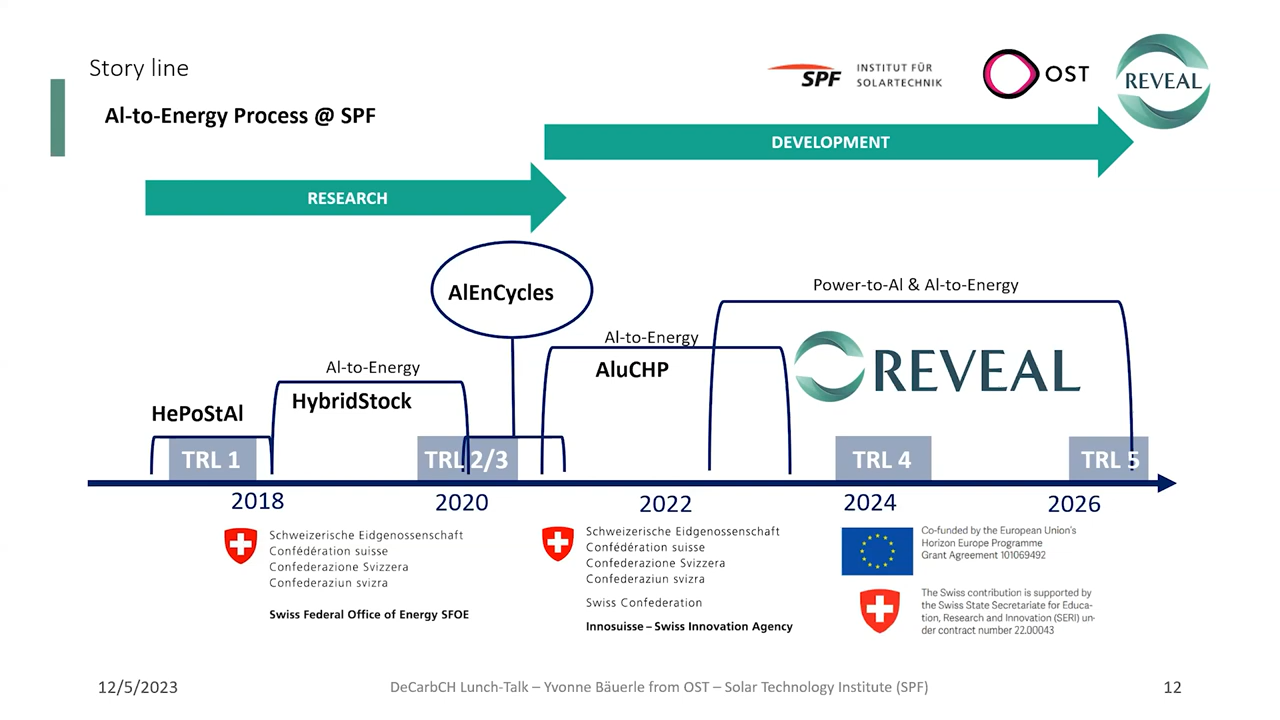 Story line
Al-to-Energy Process @ SPF
SPF
INSTITUT FÜR
SOLARTECHNIK
OST
REVEAL
DEVELOPMENT
RESEARCH
AlEnCycles
Power-to-Al & Al-to-Energy
Al-to-Energy
AluCHP
REVEAL
Al-to-Energy
HybridStock
HePoStAl
TRL 1
TRL 2/3
TRL 4
TRL 5
2018
2020
2022
2024
2026
Schweizerische Eidgenossenschaft
Confédération suisse
Confederazione Svizzera
Confederaziun svizra
Swiss Federal Office of Energy SFOE
Schweizerische Eidgenossenschaft
Confédération suisse
Confederazione Svizzera
Confederaziun svizra
Swiss Confederation
Innosuisse – Swiss Innovation Agency
Co-funded by the European Union's
Horizon Europe Programme
Grant Agreement 101069492
The Swiss contribution is supported by
the Swiss State Secretariate for Educa-
tion, Research and Innovation (SERI) un-
der contract number 22.00043
12/5/2023
DeCarbCH Lunch-Talk – Yvonne Bäuerle from OST – Solar Technology Institute (SPF)
12